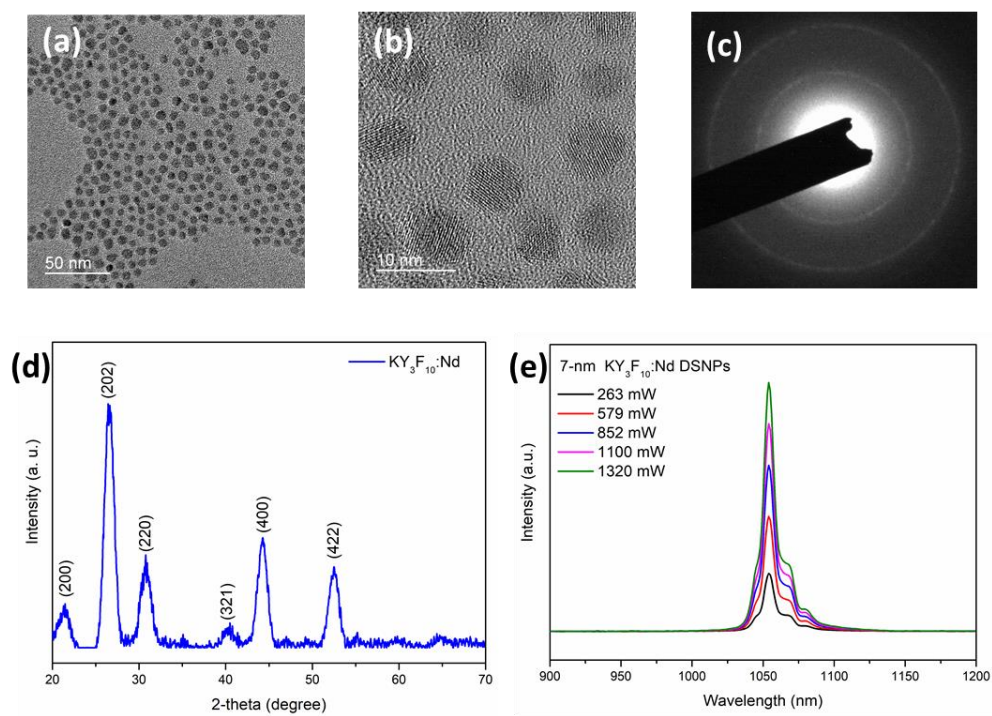 (a)
50 nm
(b)
10 nm
(c)
(d)
KY₃F₁₀:Nd
(200)
(202)
(220)
(321)
(400)
(422)
Intensity (a. u.)
20 30 40 50 60 70
2-theta (degree)
(e)
7-nm KY₃F₁₀:Nd DSNPs
263 mW
579 mW
852 mW
1100 mW
1320 mW
Intensity (a.u.)
900 950 1000 1050 1100 1150 1200
Wavelength (nm)